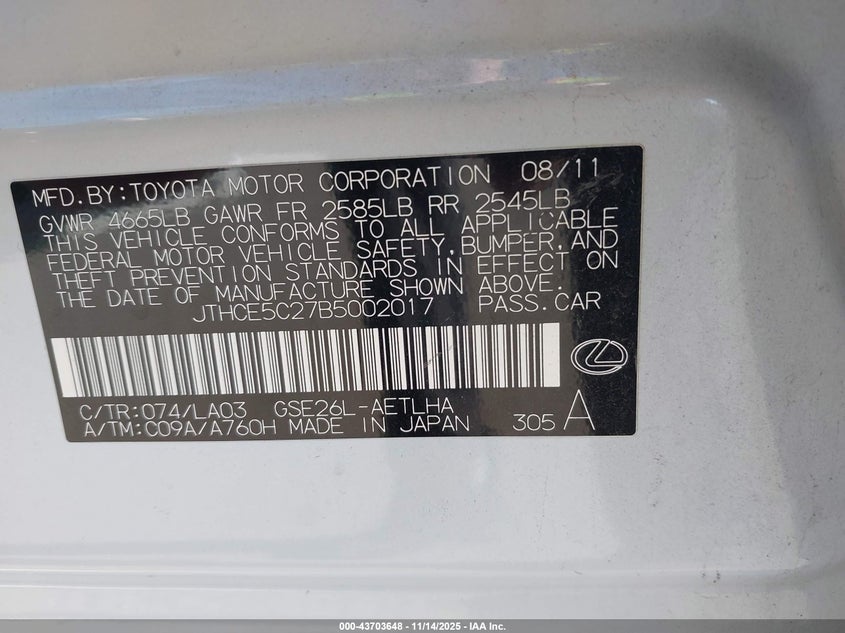 MFD.BY:TOYOTA MOTOR CORPORATION 08/11
GVWR 4665LB GAWR FR 2585LB RR 2545LB
THIS VEHICLE CONFORMS TO ALL APPLICABLE
FEDERAL MOTOR VEHICLE SAFETY,BUMPER,AND
THEFT PREVENTION STANDARDS IN EFFECT ON
THE DATE OF MANUFACTURE SHOWN ABOVE.
JTHCE5C27B5002017 PASS.CAR
C/TR:074/LA03 GSE26L-AETLHA
A/TM:C09A/A760H MADE IN JAPAN 305 A
000-43703648 - 11/14/2025 - IAA Inc.